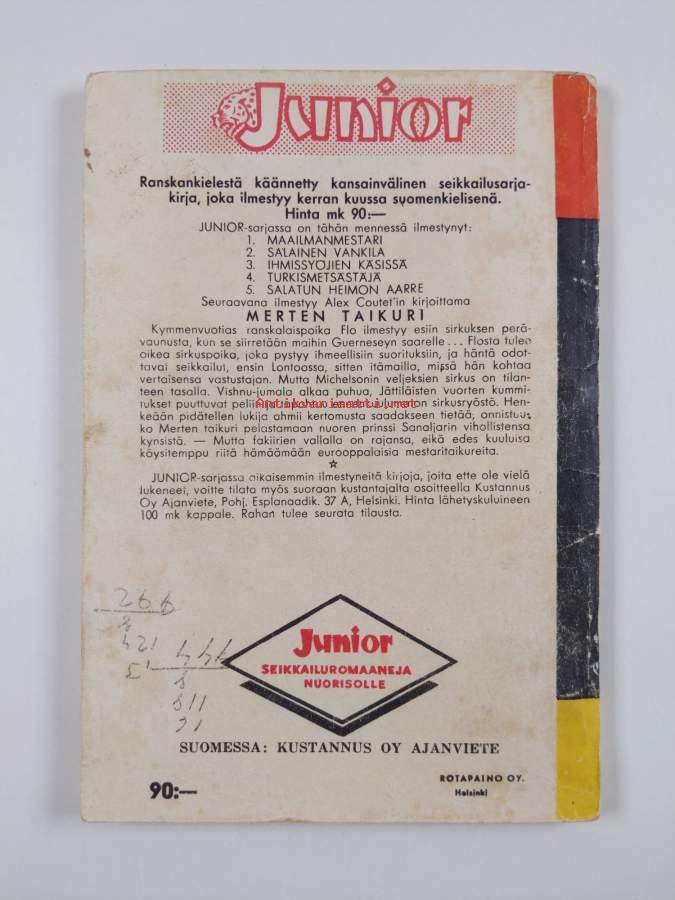 Junior
Ranskankielestä käännetty kansainvälinen seikkailusarja-
kirja, joka ilmestyy kerran kuussa suomenkielisenä.
Hinta mk 90:—
JUNIOR-sarjassa on tähän mennessä ilmestynyt:
1. MAAILMANMESTARI
2. SALAINEN VANKILA
3. IHMISSYÖJIEN KÄSISSÄ
4. TURKISMETSÄSTÄJÄ
5. SALATUN HEIMON AARRE
Seuraavana ilmestyy Alex Coutet'in kirjoittama
MERTEN TAIKURI
Kymmenvuotias ranskalaispoika Flo ilmestyy esiin sirkuksen perä-
vaunusta, kun se siirretään maihin Guerneseyn saarelle ... Flosta tulee
oikea sirkuspoika, joka pystyy ihmeellisiin suorituksiin, ja häntä odot-
tavat seikkailut, ensin Lontoossa, sitten itämailla, missä hän kohtaa
vertaisensa vastustajan. Mutta Michelsonin veljeksien sirkus on tilan-
teen tasalla. Vishnu-jumala alkaa puhua, Jättiläisten vuorten kummi-
tukset puuttuvat peliin, tapahtuu ennenkuulumaton sirkusryöstö. Hen-
keään pidätellen lukija ahmii kertomusta saadakseen tietää, onnistuu-
ko Merten taikuri pelastamaan nuoren prinssi Sanaljarin vihollistensa
kynsistä. — Mutta fakiirien vallalla on rajansa, eikä edes kuuluisa
köysitemppu riitä hämäämään eurooppalaisia mestaritaikureita.
JUNIOR-sarjassa aikaisemmin ilmestyneitä kirjoja, joita ette ole vielä
lukeneet, voitte tilata myös suoraan kustantajalta osoitteella Kustannus
Oy Ajanviete, Pohj. Esplanaadik. 37 A, Helsinki. Hinta lähetyskuluineen
100 mk kappale. Rahan tulee seurata tilausta.
Junior
SEIKKAILUROMAANEJA
NUORISOLLE
SUOMESSA: KUSTANNUS OY AJANVIETE
90:—
ROTAPAINO OY.
Helsinki